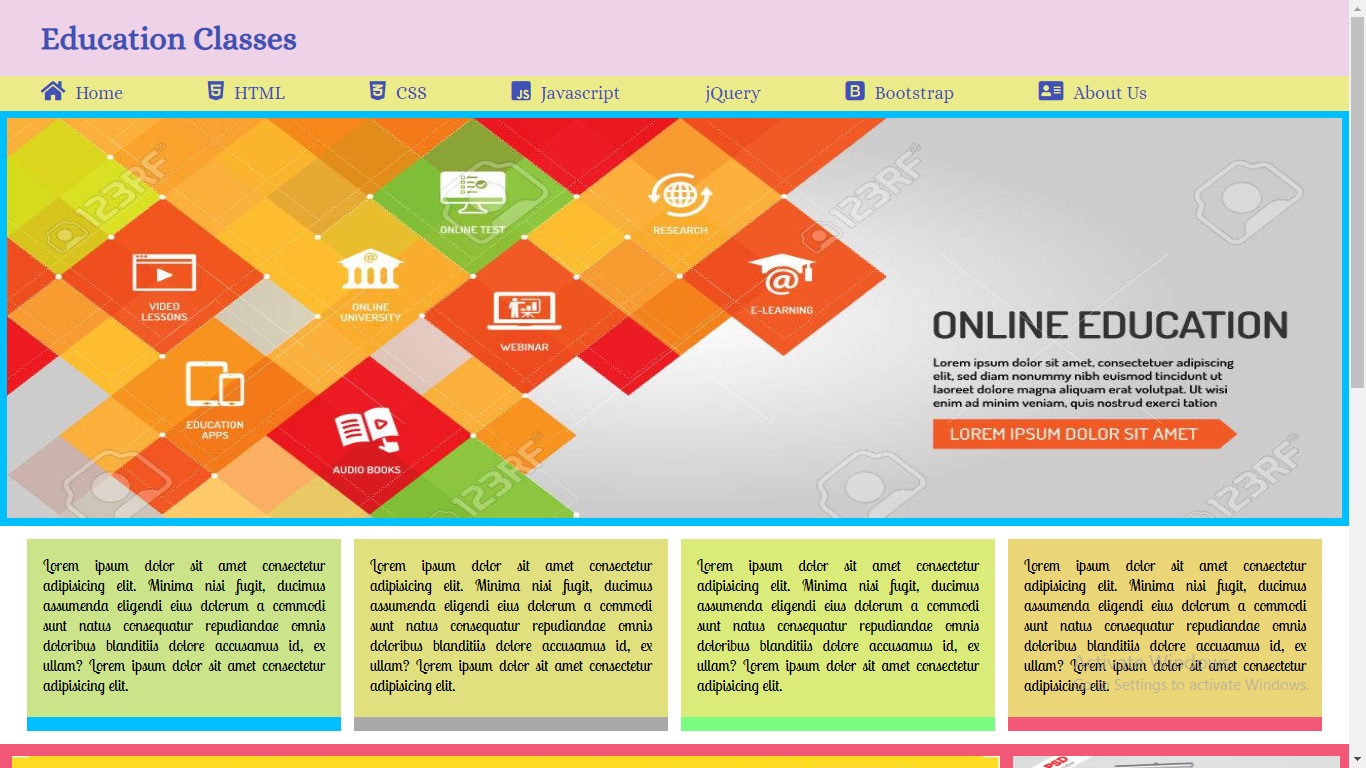 Education Classes
Home HTML CSS Javascript jQuery Bootstrap About Us
ONLINE TEST
RESEARCH
VIDEO
LESSONS
ONLINE
UNIVERSITY
E-LEARNING
WEBINAR
EDUCATION
APPS
AUDIO BOOKS
123RF
123RF
123RF
123RF
123RF
ONLINE EDUCATION
Lorem ipsum dolor sit amet, consectetuer adipiscing
elit, sed diam nonummy nibh euismod tincidunt ut
laoreet dolore magna aliquam erat volutpat. Ut wisi
enim ad minim veniam, quis nostrud exerci tation
LOREM IPSUM DOLOR SIT AMET
Lorem ipsum dolor sit amet consectetur
adipisicing elit. Minima nisi fugit, ducimus
assumenda eligendi eius dolorum a commodi
sunt natus consequatur repudiandae omnis
doloribus blanditiis dolore accusamus id, ex
ullam? Lorem ipsum dolor sit amet consectetur
adipisicing elit.
Lorem ipsum dolor sit amet consectetur
adipisicing elit. Minima nisi fugit, ducimus
assumenda eligendi eius dolorum a commodi
sunt natus consequatur repudiandae omnis
doloribus blanditiis dolore accusamus id, ex
ullam? Lorem ipsum dolor sit amet consectetur
adipisicing elit.
Lorem ipsum dolor sit amet consectetur
adipisicing elit. Minima nisi fugit, ducimus
assumenda eligendi eius dolorum a commodi
sunt natus consequatur repudiandae omnis
doloribus blanditiis dolore accusamus id, ex
ullam? Lorem ipsum dolor sit amet consectetur
adipisicing elit.
Lorem ipsum dolor sit amet consectetur
adipisicing elit. Minima nisi fugit, ducimus
assumenda eligendi eius dolorum a commodi
sunt natus consequatur repudiandae omnis
doloribus blanditiis dolore accusamus id, ex
ullam? Lorem ipsum dolor sit amet consectetur
adipisicing elit.
Activate Windows
Settings to activate Windows.
PSD